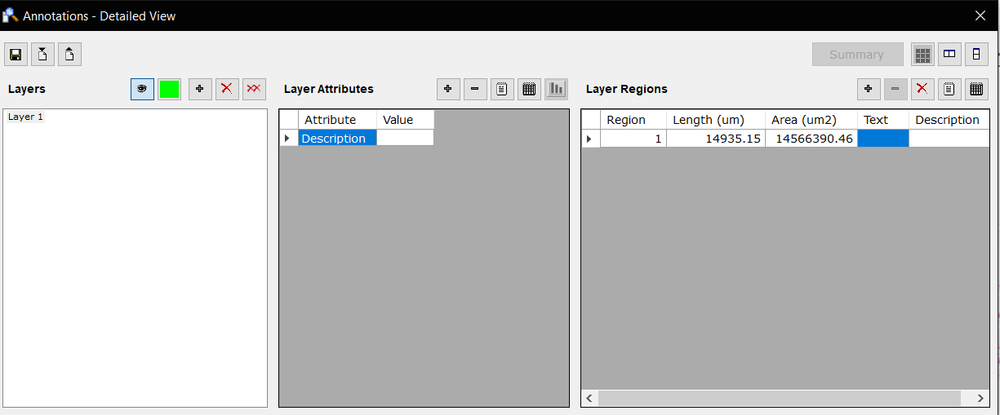 Annotations - Detailed View
Summary
Layers
Layer Attributes
Layer Regions
Layer 1
Attribute Value
Description
Region Length (um) Area (um2) Text Description
1 14935.15 14566390.46